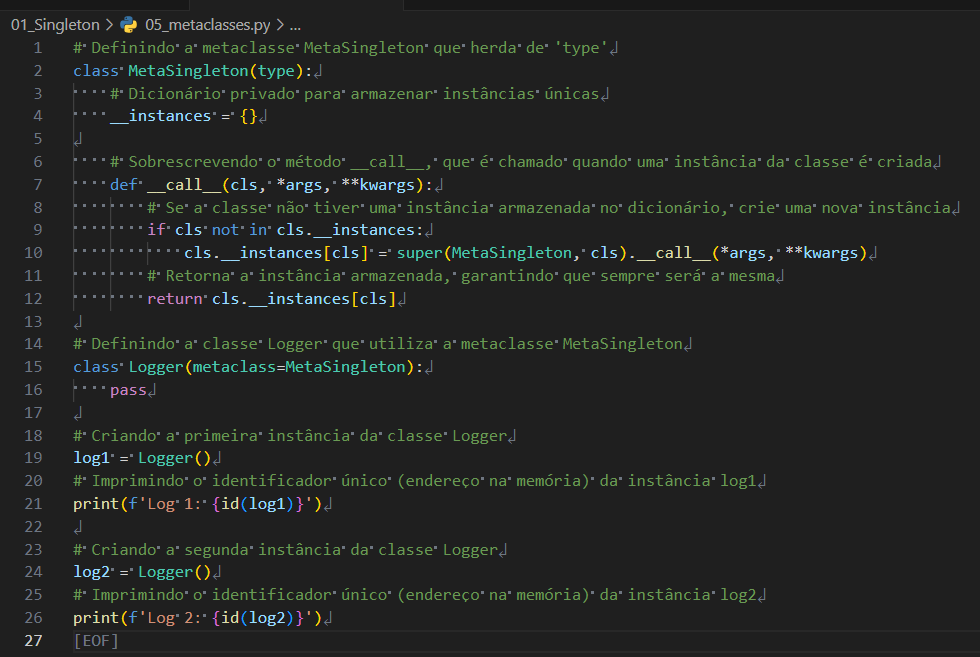 01_Singleton > 05_metaclasses.py > ...
1 # Definindo a metaclasse MetaSingleton que herda de 'type'
2 class MetaSingleton(type):
3     # Dicionário privado para armazenar instâncias únicas
4     __instances = {}
5
6     # Sobrescrevendo o método __call__, que é chamado quando uma instância da classe é criada
7     def __call__(cls, *args, **kwargs):
8         # Se a classe não tiver uma instância armazenada no dicionário, crie uma nova instância
9         if cls not in cls.__instances:
10             cls.__instances[cls] = super(MetaSingleton, cls).__call__(*args, **kwargs)
11         # Retorna a instância armazenada, garantindo que sempre será a mesma
12         return cls.__instances[cls]
13
14 # Definindo a classe Logger que utiliza a metaclasse MetaSingleton
15 class Logger(metaclass=MetaSingleton):
16     pass
17
18 # Criando a primeira instância da classe Logger
19 log1 = Logger()
20 # Imprimindo o identificador único (endereço na memória) da instância log1
21 print(f'Log 1: {id(log1)}')
22
23 # Criando a segunda instância da classe Logger
24 log2 = Logger()
25 # Imprimindo o identificador único (endereço na memória) da instância log2
26 print(f'Log 2: {id(log2)}')
27 [EOF]